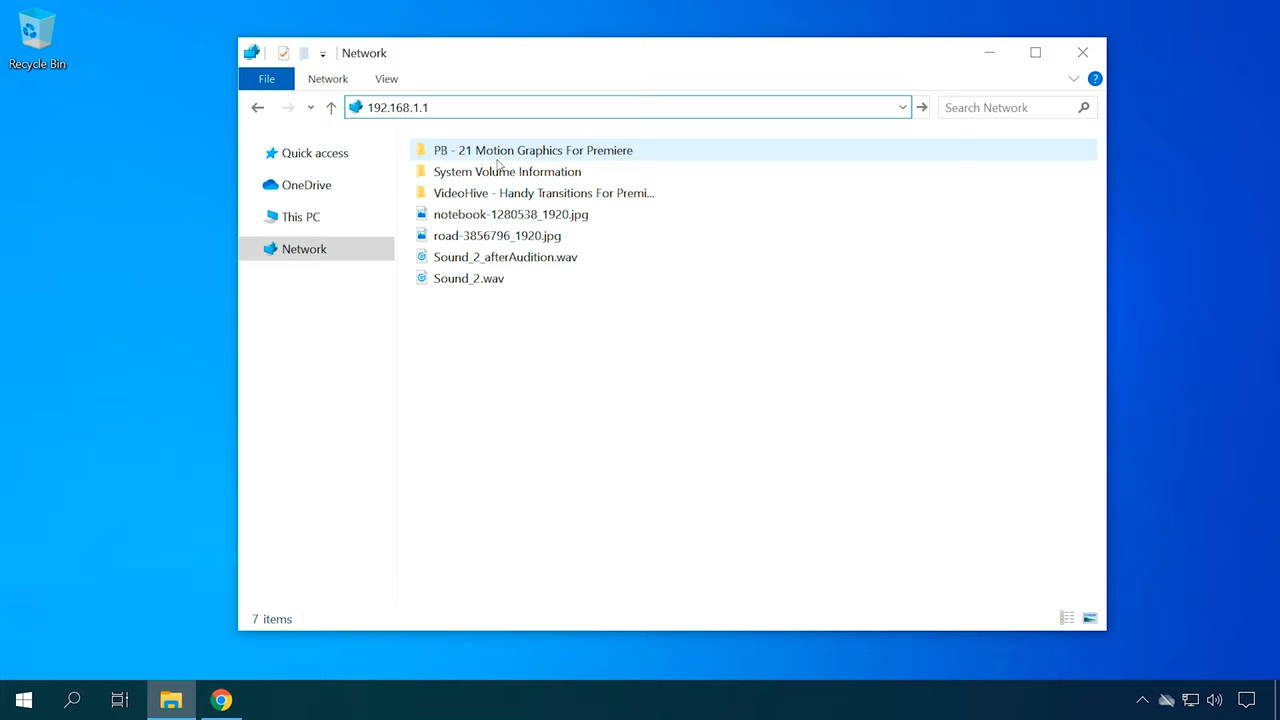 Recycle Bin
Network
File
Network
View
?
192.168.1.1
Search Network
Quick access
OneDrive
This PC
Network
PB - 21 Motion Graphics For Premiere
System Volume Information
VideoHive - Handy Transitions For Premi...
notebook-1280538_1920.jpg
road-3856796_1920.jpg
Sound_2_afterAudition.wav
Sound_2.wav
7 items